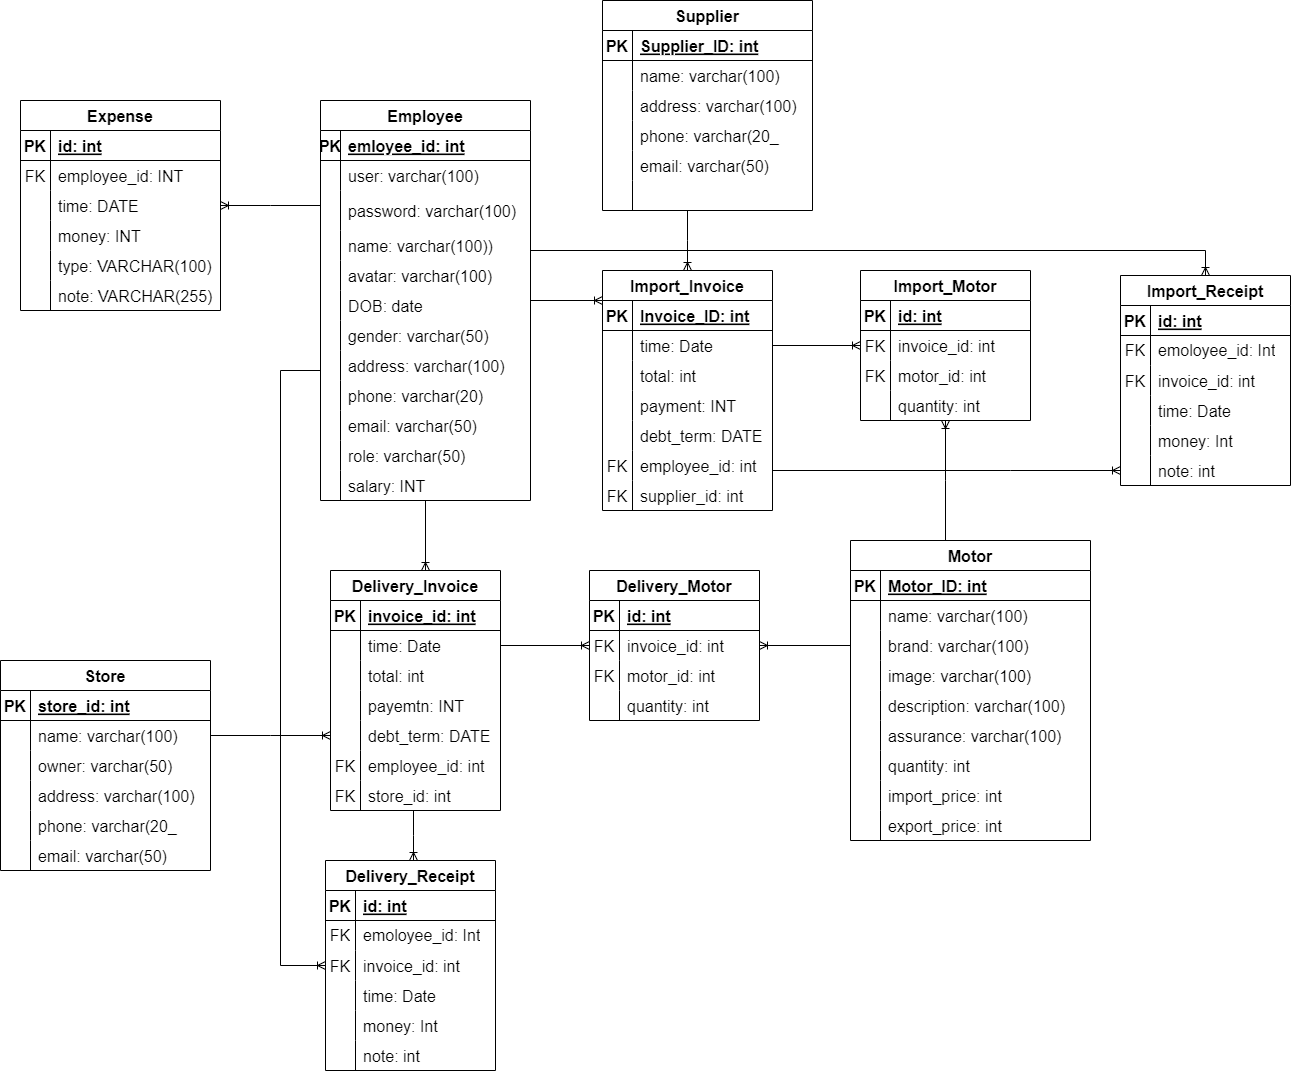 Supplier
PK Supplier_ID: int
name: varchar(100)
address: varchar(100)
phone: varchar(20_
email: varchar(50)
Expense
PK id: int
FK employee_id: INT
time: DATE
money: INT
type: VARCHAR(100)
note: VARCHAR(255)
Employee
PK emloyee_id: int
user: varchar(100)
password: varchar(100)
name: varchar(100))
avatar: varchar(100)
DOB: date
gender: varchar(50)
address: varchar(100)
phone: varchar(20)
email: varchar(50)
role: varchar(50)
salary: INT
Import_Invoice
PK Invoice_ID: int
time: Date
total: int
payment: INT
debt_term: DATE
FK employee_id: int
FK supplier_id: int
Import_Motor
PK id: int
FK invoice_id: int
FK motor_id: int
quantity: int
Import_Receipt
PK id: int
FK emoloyee_id: Int
FK invoice_id: int
time: Date
money: Int
note: int
Delivery_Invoice
PK invoice_id: int
time: Date
total: int
payemtn: INT
debt_term: DATE
FK employee_id: int
FK store_id: int
Delivery_Motor
PK id: int
FK invoice_id: int
FK motor_id: int
quantity: int
Motor
PK Motor_ID: int
name: varchar(100)
brand: varchar(100)
image: varchar(100)
description: varchar(100)
assurance: varchar(100)
quantity: int
import_price: int
export_price: int
Store
PK store_id: int
name: varchar(100)
owner: varchar(50)
address: varchar(100)
phone: varchar(20_
email: varchar(50)
Delivery_Receipt
PK id: int
FK emoloyee_id: Int
FK invoice_id: int
time: Date
money: Int
note: int